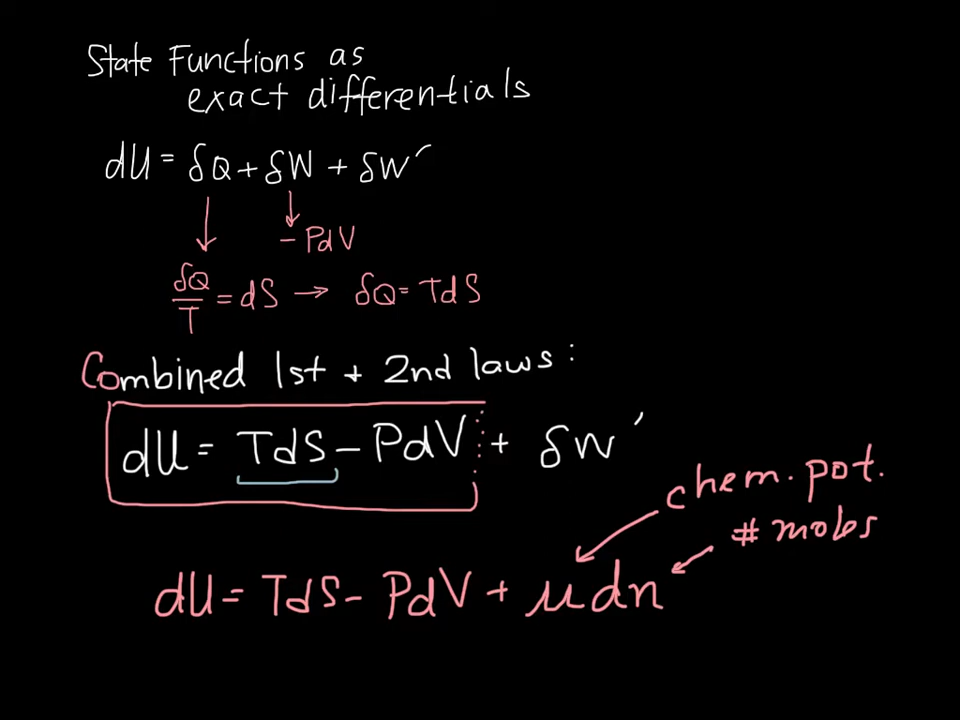 State Functions as
exact differentials
dU = δQ + δW + δW′
- PdV
δQ/T = dS → δQ = TdS
Combined 1st + 2nd laws:
dU = TdS - PdV + δW′
chem. pot.
# moles
dU = TdS - PdV + μdn